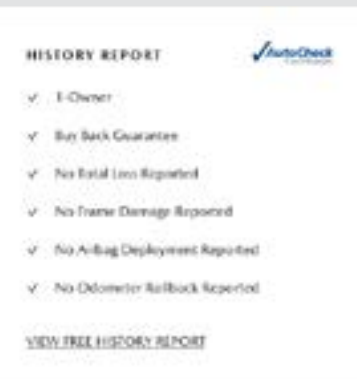 HISTORY REPORT
AutoCheck
1-Owner
Buy Back Guarantee
No Total Loss Reported
No Frame Damage Reported
No Airbag Deployment Reported
No Odometer Rollback Reported
VIEW FREE HISTORY REPORT